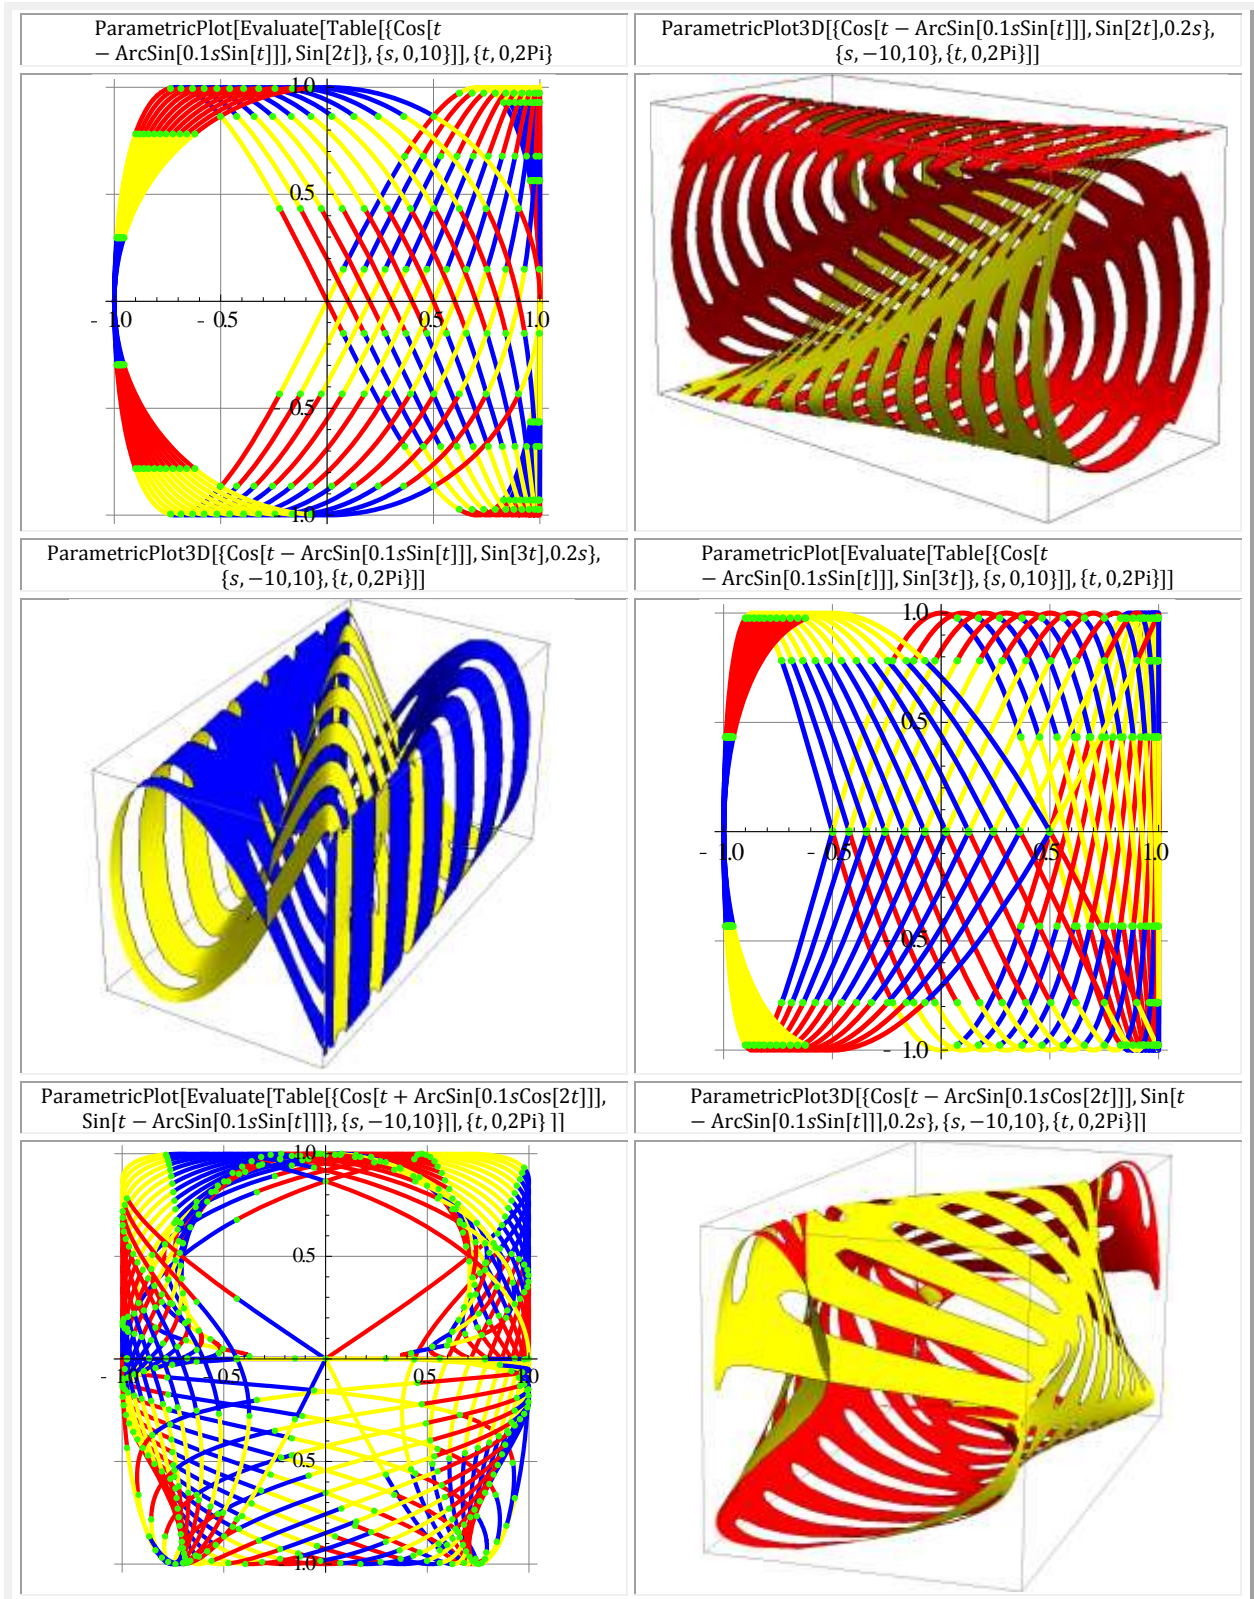 ParametricPlot[Evaluate[Table[{Cos[t
− ArcSin[0.1sSin[t]]], Sin[2t]}, {s, 0,10}]], {t, 0,2Pi}
ParametricPlot3D[{Cos[t − ArcSin[0.1sSin[t]]], Sin[2t],0.2s},
{s, −10,10}, {t, 0,2Pi}]]
1.0
0.5
- 1.0
- 0.5
0.5
1.0
- 0.5
- 1.0
ParametricPlot3D[{Cos[t − ArcSin[0.1sSin[t]]], Sin[3t],0.2s},
{s, −10,10}, {t, 0,2Pi}]]
ParametricPlot[Evaluate[Table[{Cos[t
− ArcSin[0.1sSin[t]]], Sin[3t]}, {s, 0,10}]], {t, 0,2Pi}]]
1.0
0.5
- 1.0
- 0.5
0.5
1.0
- 0.5
- 1.0
ParametricPlot[Evaluate[Table[{Cos[t + ArcSin[0.1sCos[2t]]],
Sin[t − ArcSin[0.1sSin[t]]]}, {s, −10,10}]], {t, 0,2Pi} ]]
ParametricPlot3D[{Cos[t − ArcSin[0.1sCos[2t]]], Sin[t
− ArcSin[0.1sSin[t]]],0.2s}, {s, −10,10}, {t, 0,2Pi}]]
1.0
0.5
- 1.0
- 0.5
0.5
1.0
- 0.5
- 1.0